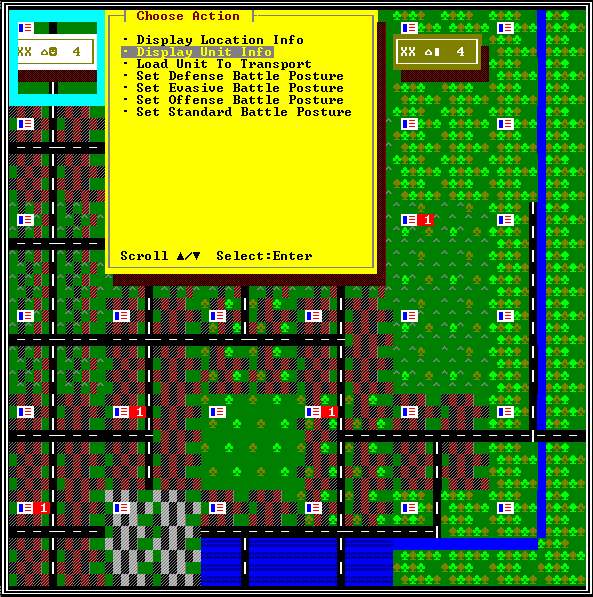 Choose Action
· Display Location Info
· Display Unit Info
· Load Unit To Transport
· Set Defense Battle Posture
· Set Evasive Battle Posture
· Set Offense Battle Posture
· Set Standard Battle Posture
Scroll ▲/▼ Select:Enter
XX 4
XX 4
1
1
1
1